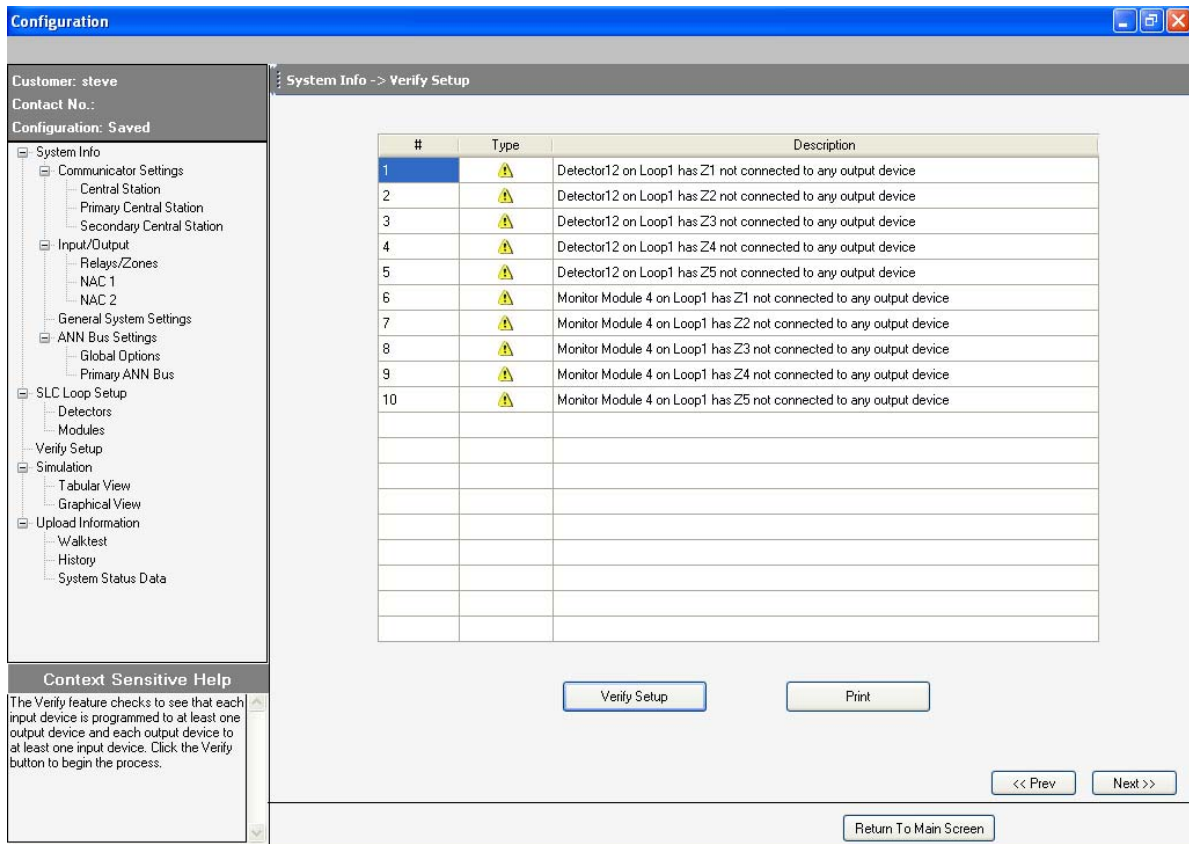 Configuration
Customer: steve
Contact No.:
Configuration: Saved
System Info
Communicator Settings
Central Station
Primary Central Station
Secondary Central Station
Input/Output
Relays/Zones
NAC 1
NAC 2
General System Settings
ANN Bus Settings
Global Options
Primary ANN Bus
SLC Loop Setup
Detectors
Modules
Verify Setup
Simulation
Tabular View
Graphical View
Upload Information
Walktest
History
System Status Data
Context Sensitive Help
The Verify feature checks to see that each
input device is programmed to at least one
output device and each output device to
at least one input device. Click the Verify
button to begin the process.
System Info -> Verify Setup
# Type Description
1 Detector12 on Loop1 has Z1 not connected to any output device
2 Detector12 on Loop1 has Z2 not connected to any output device
3 Detector12 on Loop1 has Z3 not connected to any output device
4 Detector12 on Loop1 has Z4 not connected to any output device
5 Detector12 on Loop1 has Z5 not connected to any output device
6 Monitor Module 4 on Loop1 has Z1 not connected to any output device
7 Monitor Module 4 on Loop1 has Z2 not connected to any output device
8 Monitor Module 4 on Loop1 has Z3 not connected to any output device
9 Monitor Module 4 on Loop1 has Z4 not connected to any output device
10 Monitor Module 4 on Loop1 has Z5 not connected to any output device
Verify Setup Print
<< Prev Next >>
Return To Main Screen